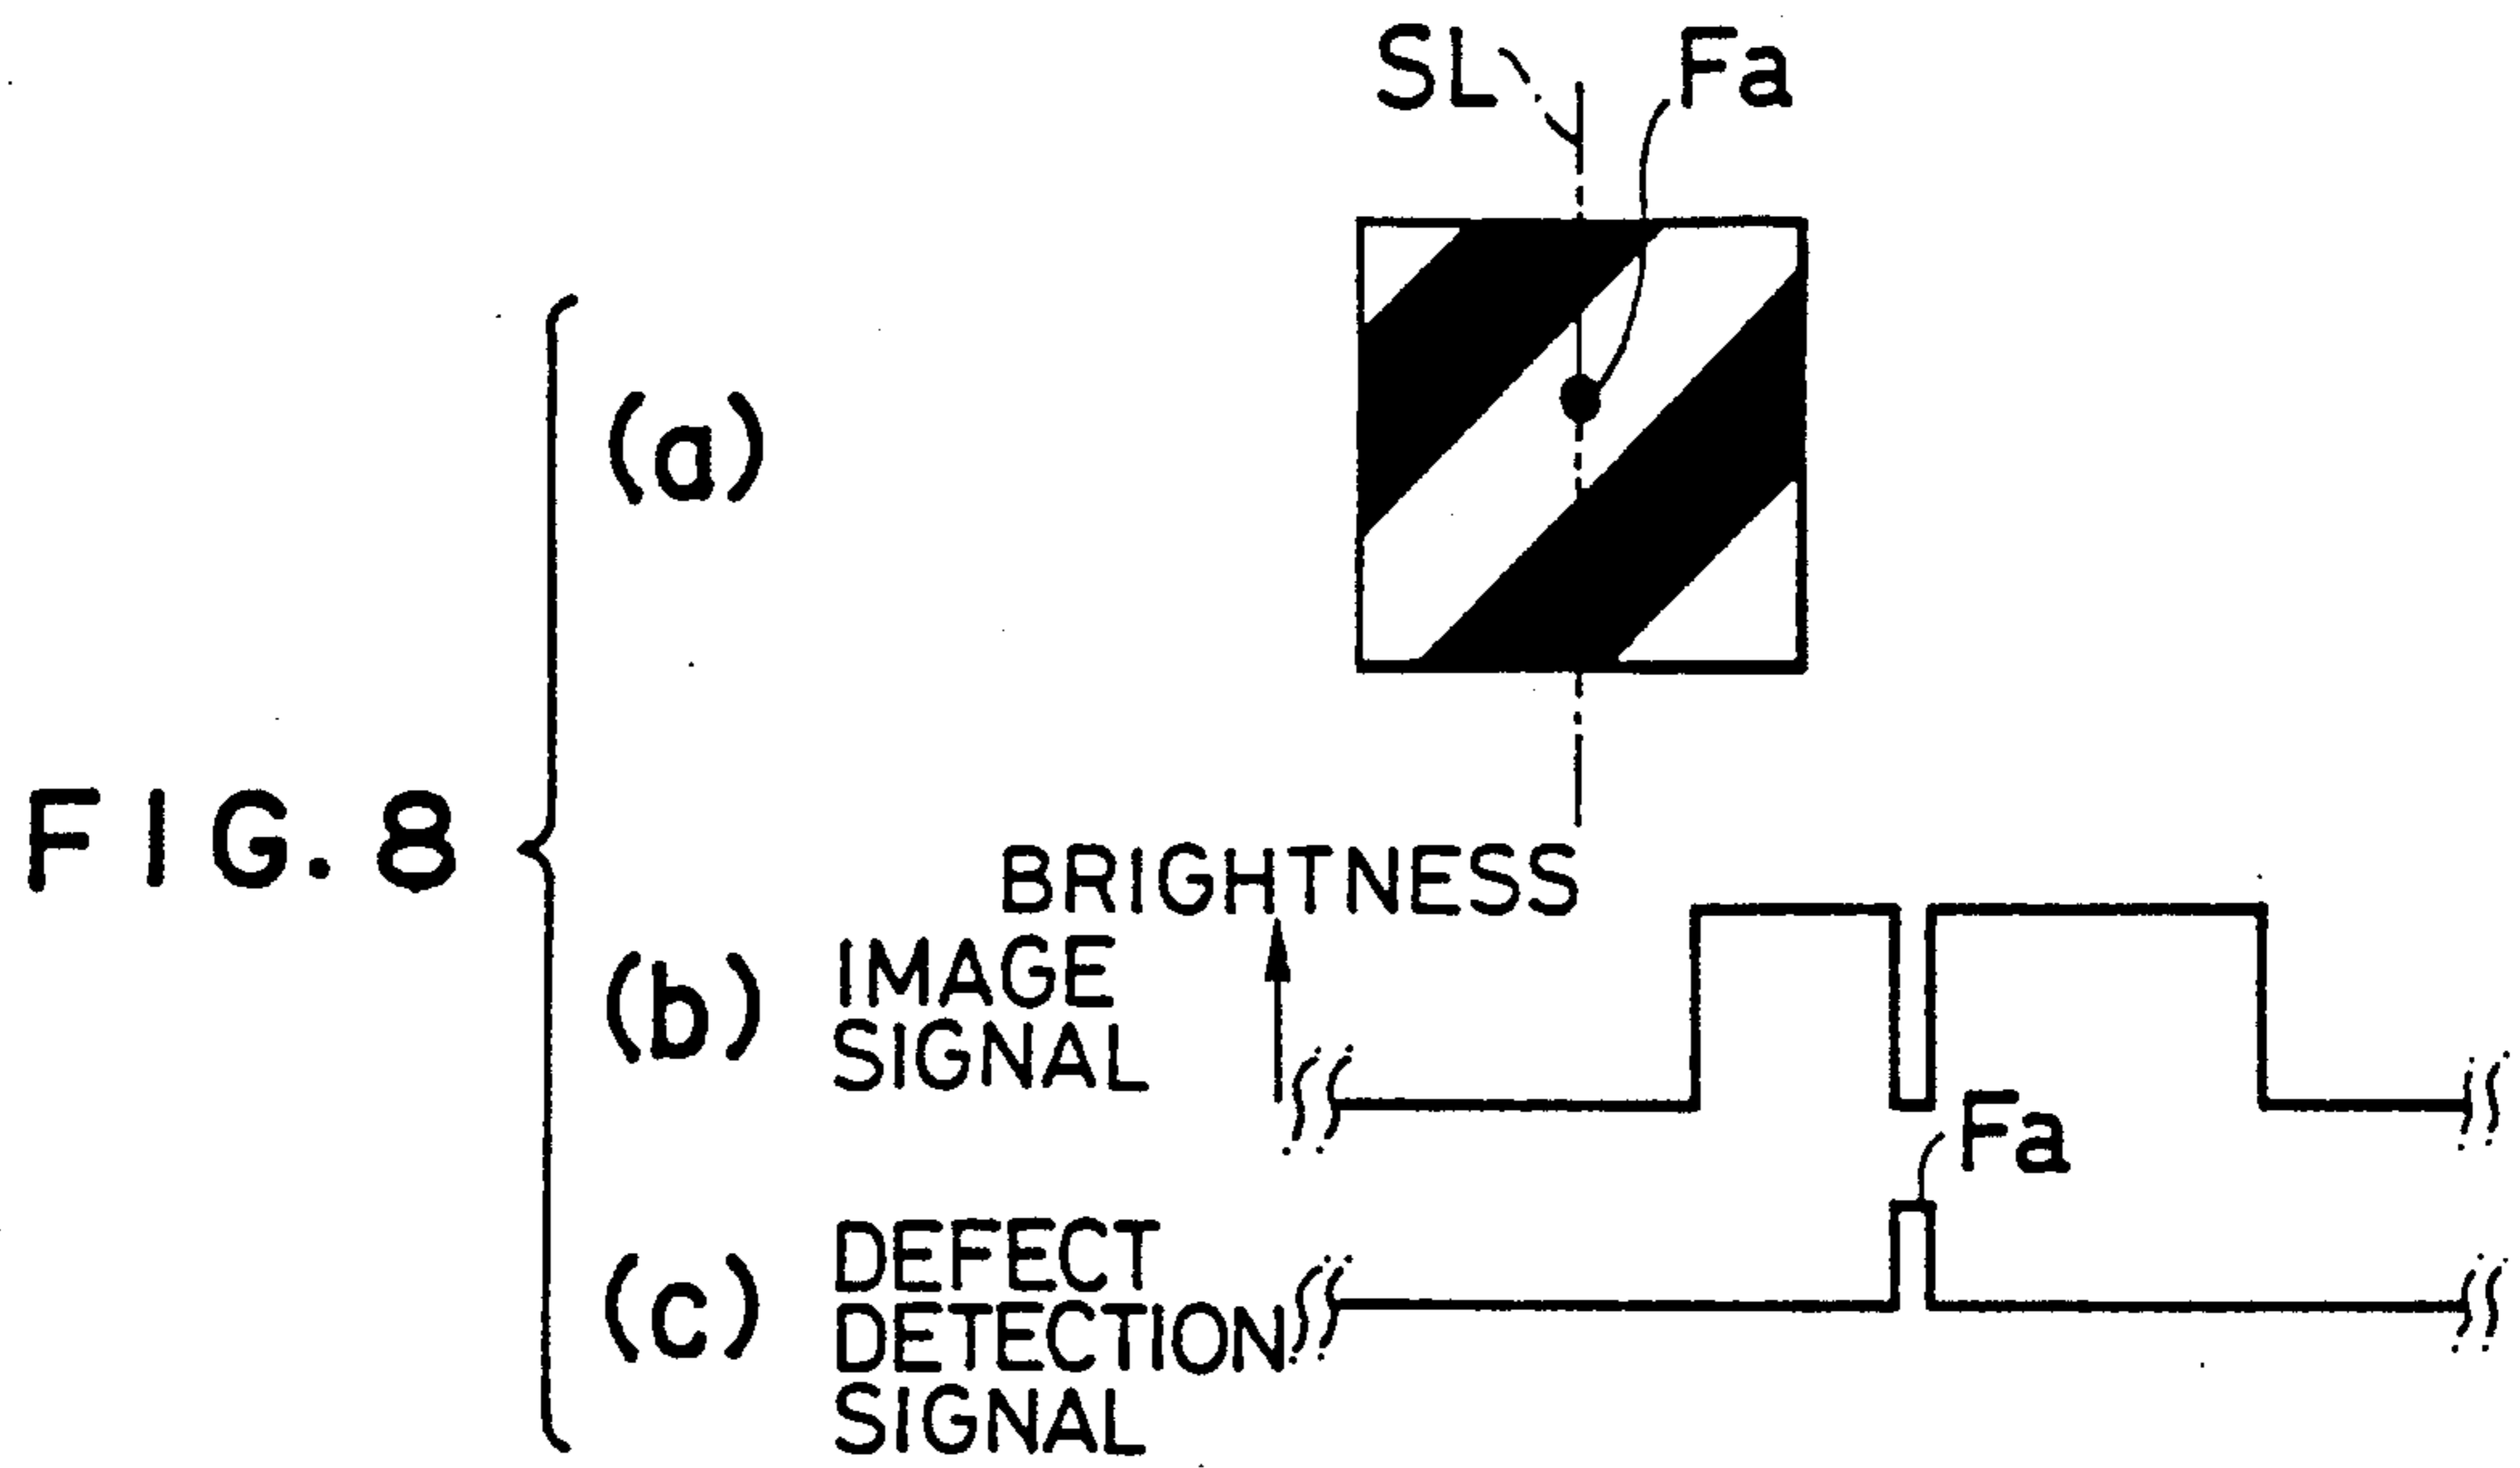 SL
Fa
(a)
FIG.8
BRIGHTNESS
(b)
IMAGE
SIGNAL
Fa
(c)
DEFECT
DETECTION
SIGNAL